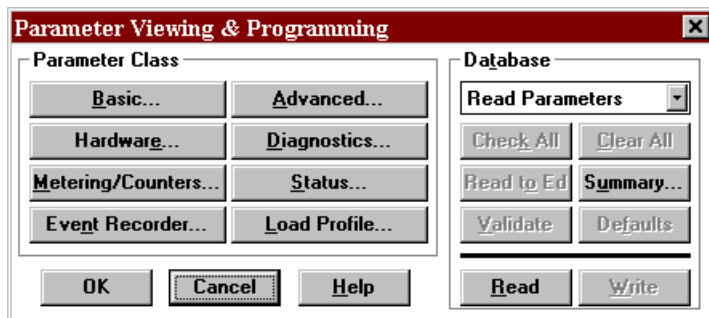 Parameter Viewing & Programming
Parameter Class
Basic...
Advanced...
Hardware...
Diagnostics...
Metering/Counters...
Status...
Event Recorder...
Load Profile...
OK
Cancel
Help
Database
Read Parameters
Check All
Clear All
Read to Ed
Summary...
Validate
Defaults
Read
Write